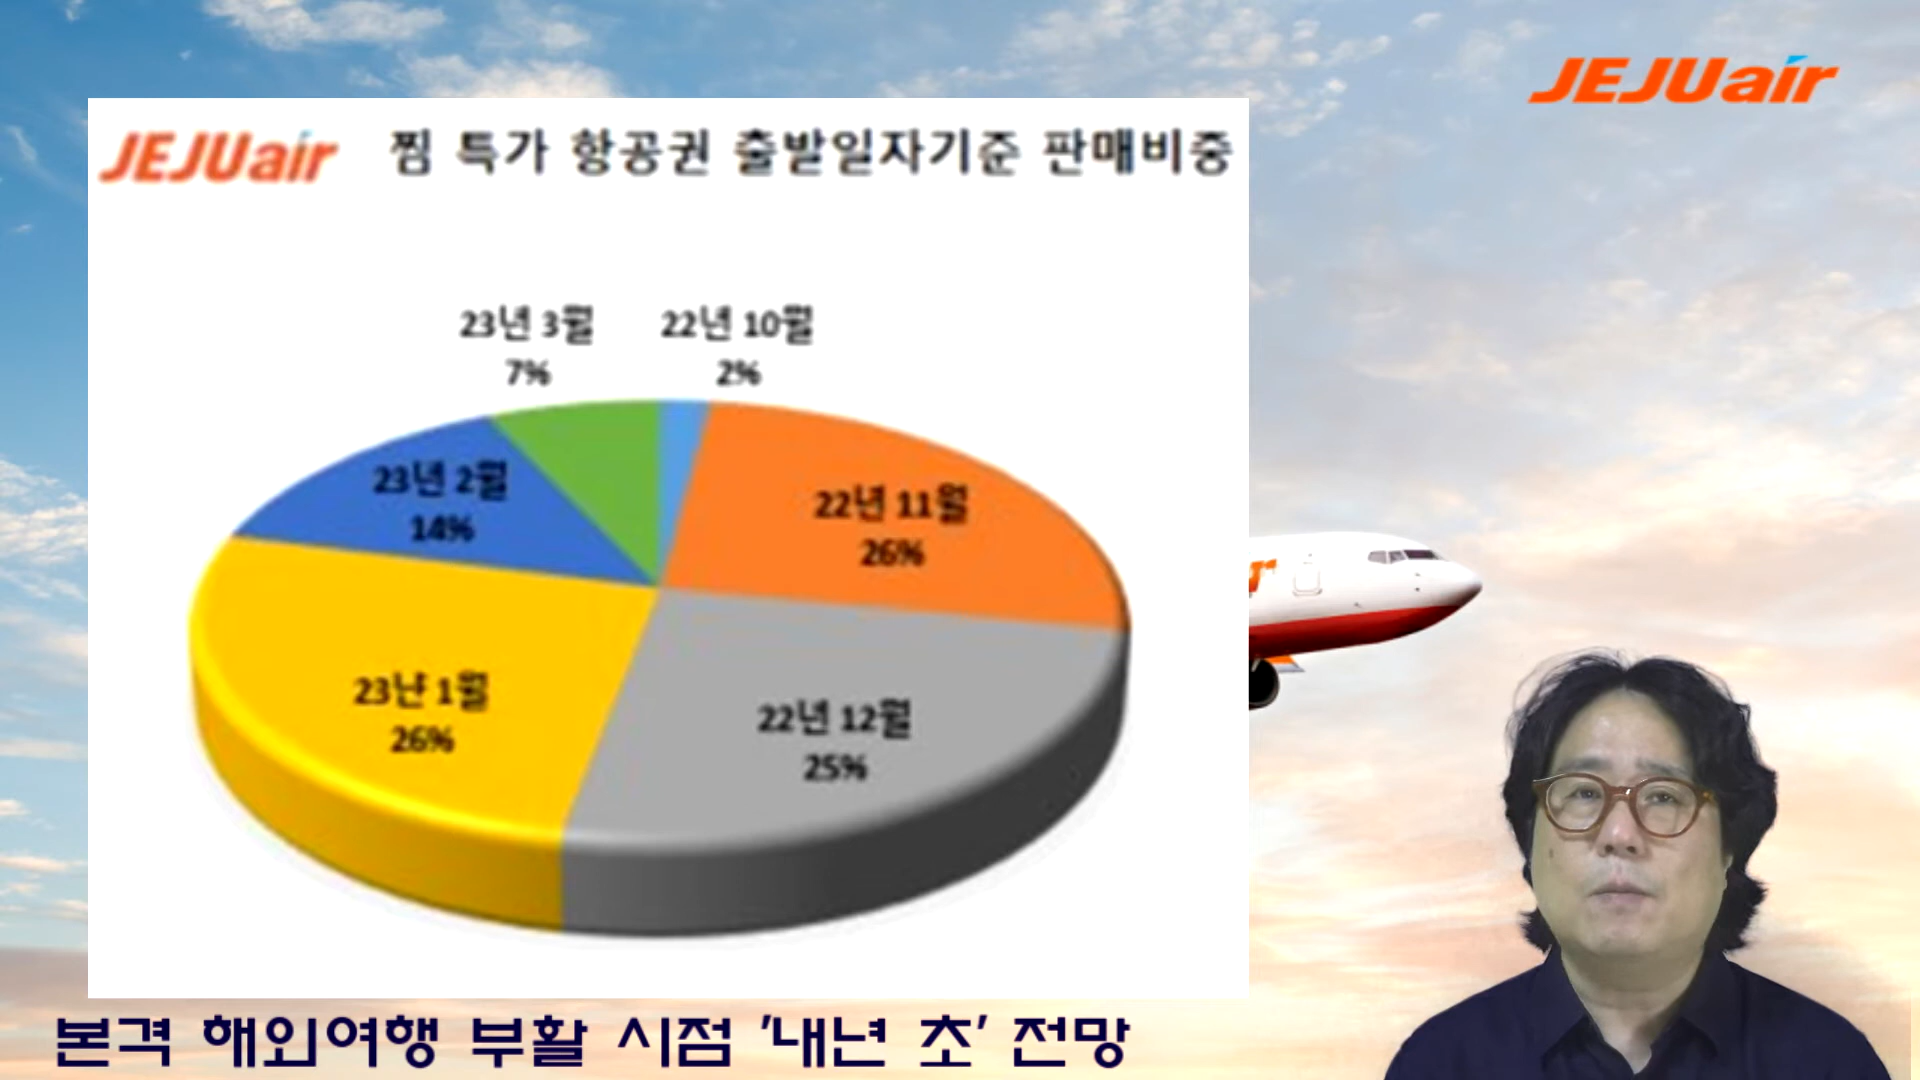 JEJUair
JEJUair 찜 특가 항공권 출발일자기준 판매비중
23년 3월
7%
22년 10월
2%
23년 2월
14%
22년 11월
26%
23년 1월
26%
22년 12월
25%
본격 해외여행 부활 시점 '내년 초' 전망